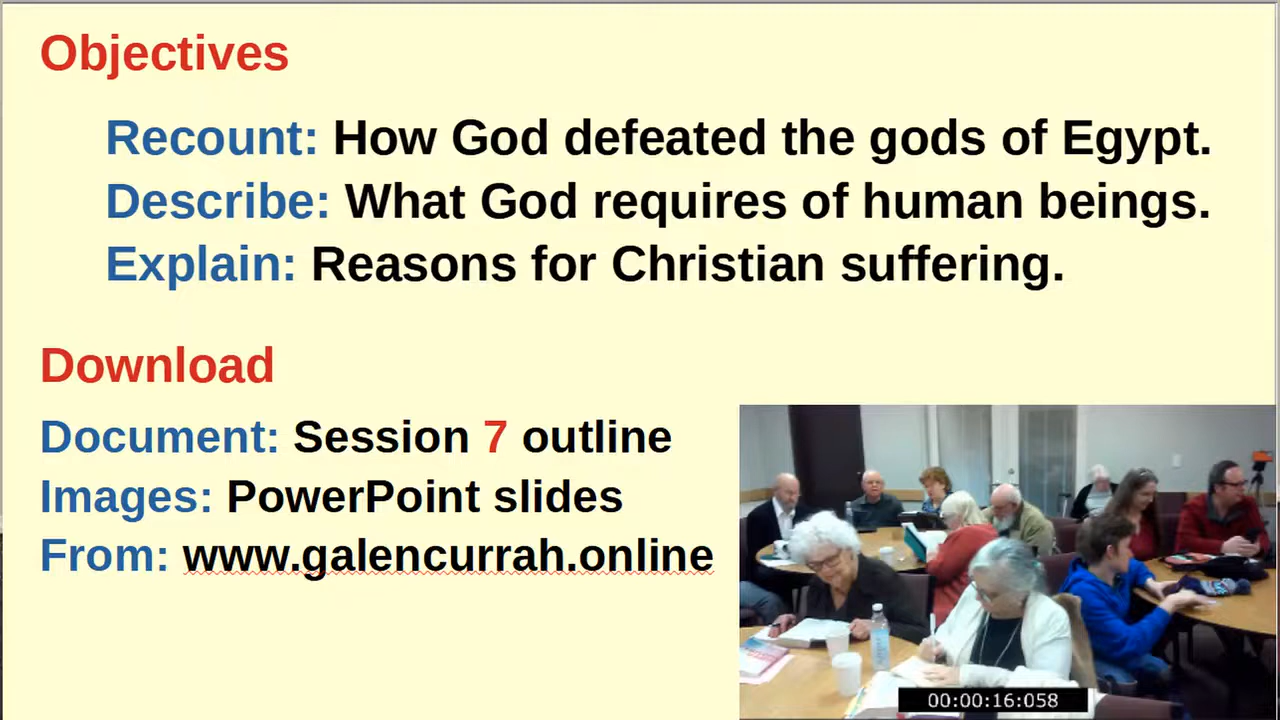 Objectives
Recount: How God defeated the gods of Egypt.
Describe: What God requires of human beings.
Explain: Reasons for Christian suffering.
Download
Document: Session 7 outline
Images: PowerPoint slides
From: www.galencurrah.online
00:00:16:058